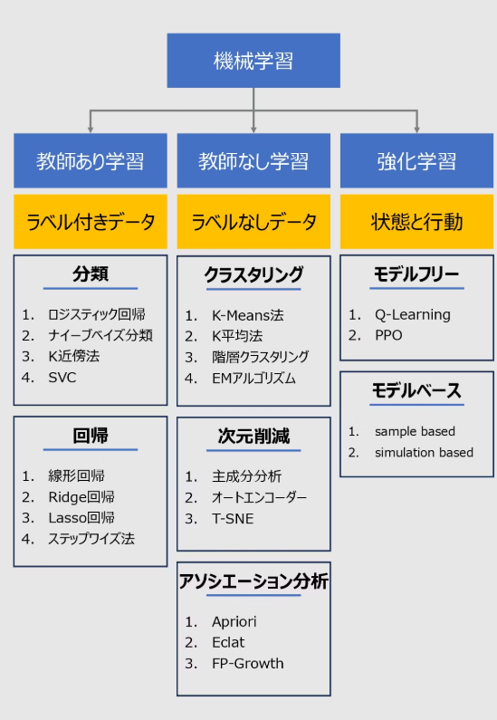 機械学習
教師あり学習
ラベル付きデータ
分類
1. ロジスティック回帰
2. ナイーブベイズ分類
3. K近傍法
4. SVC
回帰
1. 線形回帰
2. Ridge回帰
3. Lasso回帰
4. ステップワイズ法
教師なし学習
ラベルなしデータ
クラスタリング
1. K-Means法
2. K平均法
3. 階層クラスタリング
4. EMアルゴリズム
次元削減
1. 主成分分析
2. オートエンコーダー
3. T-SNE
アソシエーション分析
1. Apriori
2. Eclat
3. FP-Growth
強化学習
状態と行動
モデルフリー
1. Q-Learning
2. PPO
モデルベース
1. sample based
2. simulation based